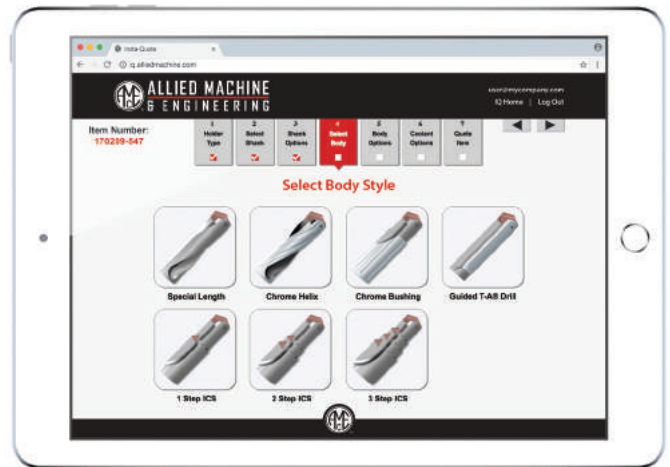 Insta-Quote
iq.alliedmachine.com
ALLIED MACHINE
& ENGINEERING
user@mycompany.com
IQ Home | Log Out
Item Number:
170289-547
1 Holder Type
2 Select Shank
3 Shank Options
4 Select Body
5 Body Options
6 Coolant Options
7 Quote Item
Select Body Style
Special Length
Chrome Helix
Chrome Bushing
Guided T-A® Drill
1 Step ICS
2 Step ICS
3 Step ICS